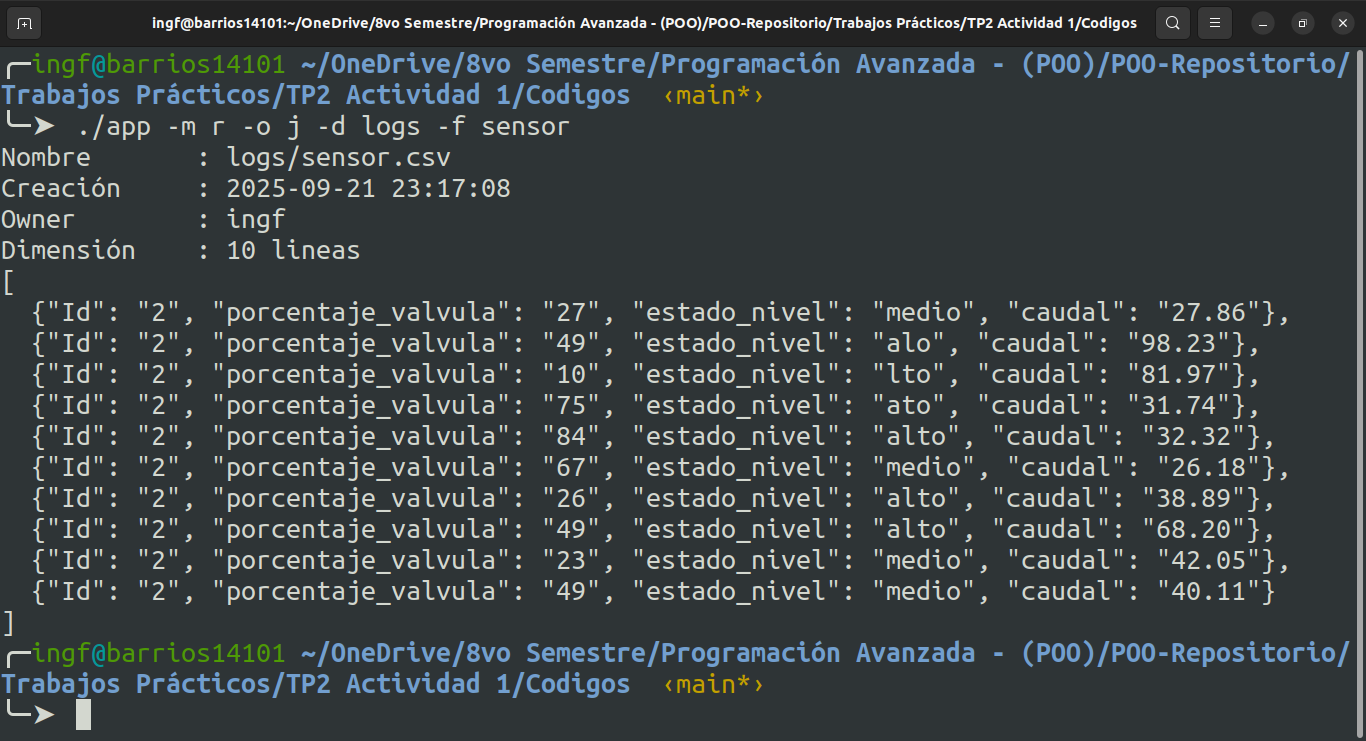 ingf@barrios14101:~/OneDrive/8vo Semestre/Programación Avanzada - (POO)/POO-Repositorio/Trabajos Prácticos/TP2 Actividad 1/Codigos
ingf@barrios14101 ~/OneDrive/8vo Semestre/Programación Avanzada - (POO)/POO-Repositorio/
Trabajos Prácticos/TP2 Actividad 1/Codigos  ‹main*›
╰─➤ ./app -m r -o j -d logs -f sensor
Nombre       : logs/sensor.csv
Creación     : 2025-09-21 23:17:08
Owner        : ingf
Dimensión    : 10 lineas
[
  {"Id": "2", "porcentaje_valvula": "27", "estado_nivel": "medio", "caudal": "27.86"},
  {"Id": "2", "porcentaje_valvula": "49", "estado_nivel": "alo", "caudal": "98.23"},
  {"Id": "2", "porcentaje_valvula": "10", "estado_nivel": "lto", "caudal": "81.97"},
  {"Id": "2", "porcentaje_valvula": "75", "estado_nivel": "ato", "caudal": "31.74"},
  {"Id": "2", "porcentaje_valvula": "84", "estado_nivel": "alto", "caudal": "32.32"},
  {"Id": "2", "porcentaje_valvula": "67", "estado_nivel": "medio", "caudal": "26.18"},
  {"Id": "2", "porcentaje_valvula": "26", "estado_nivel": "alto", "caudal": "38.89"},
  {"Id": "2", "porcentaje_valvula": "49", "estado_nivel": "alto", "caudal": "68.20"},
  {"Id": "2", "porcentaje_valvula": "23", "estado_nivel": "medio", "caudal": "42.05"},
  {"Id": "2", "porcentaje_valvula": "49", "estado_nivel": "medio", "caudal": "40.11"}
]
╭─ingf@barrios14101 ~/OneDrive/8vo Semestre/Programación Avanzada - (POO)/POO-Repositorio/
Trabajos Prácticos/TP2 Actividad 1/Codigos  ‹main*›
╰─➤